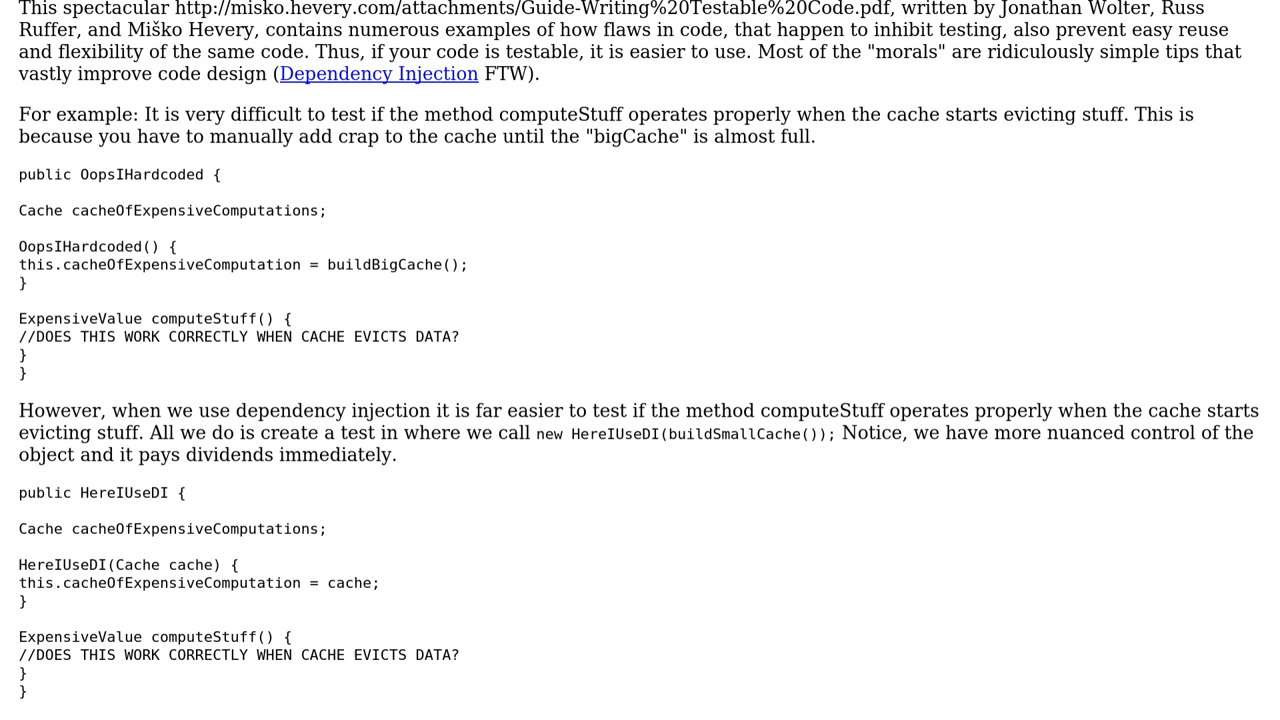 This spectacular http://misko.hevery.com/attachments/Guide-Writing%20Testable%20Code.pdf, written by Jonathan Wolter, Russ
Ruffer, and Miško Hevery, contains numerous examples of how flaws in code, that happen to inhibit testing, also prevent easy reuse
and flexibility of the same code. Thus, if your code is testable, it is easier to use. Most of the "morals" are ridiculously simple tips that
vastly improve code design (Dependency Injection FTW).
For example: It is very difficult to test if the method computeStuff operates properly when the cache starts evicting stuff. This is
because you have to manually add crap to the cache until the "bigCache" is almost full.
public OopsIHardcoded {
Cache cacheOfExpensiveComputations;
OopsIHardcoded() {
this.cacheOfExpensiveComputation = buildBigCache();
}
ExpensiveValue computeStuff() {
//DOES THIS WORK CORRECTLY WHEN CACHE EVICTS DATA?
}
}
However, when we use dependency injection it is far easier to test if the method computeStuff operates properly when the cache starts
evicting stuff. All we do is create a test in where we call new HereIUseDI(buildSmallCache()); Notice, we have more nuanced control of the
object and it pays dividends immediately.
public HereIUseDI {
Cache cacheOfExpensiveComputations;
HereIUseDI(Cache cache) {
this.cacheOfExpensiveComputation = cache;
}
ExpensiveValue computeStuff() {
//DOES THIS WORK CORRECTLY WHEN CACHE EVICTS DATA?
}
}